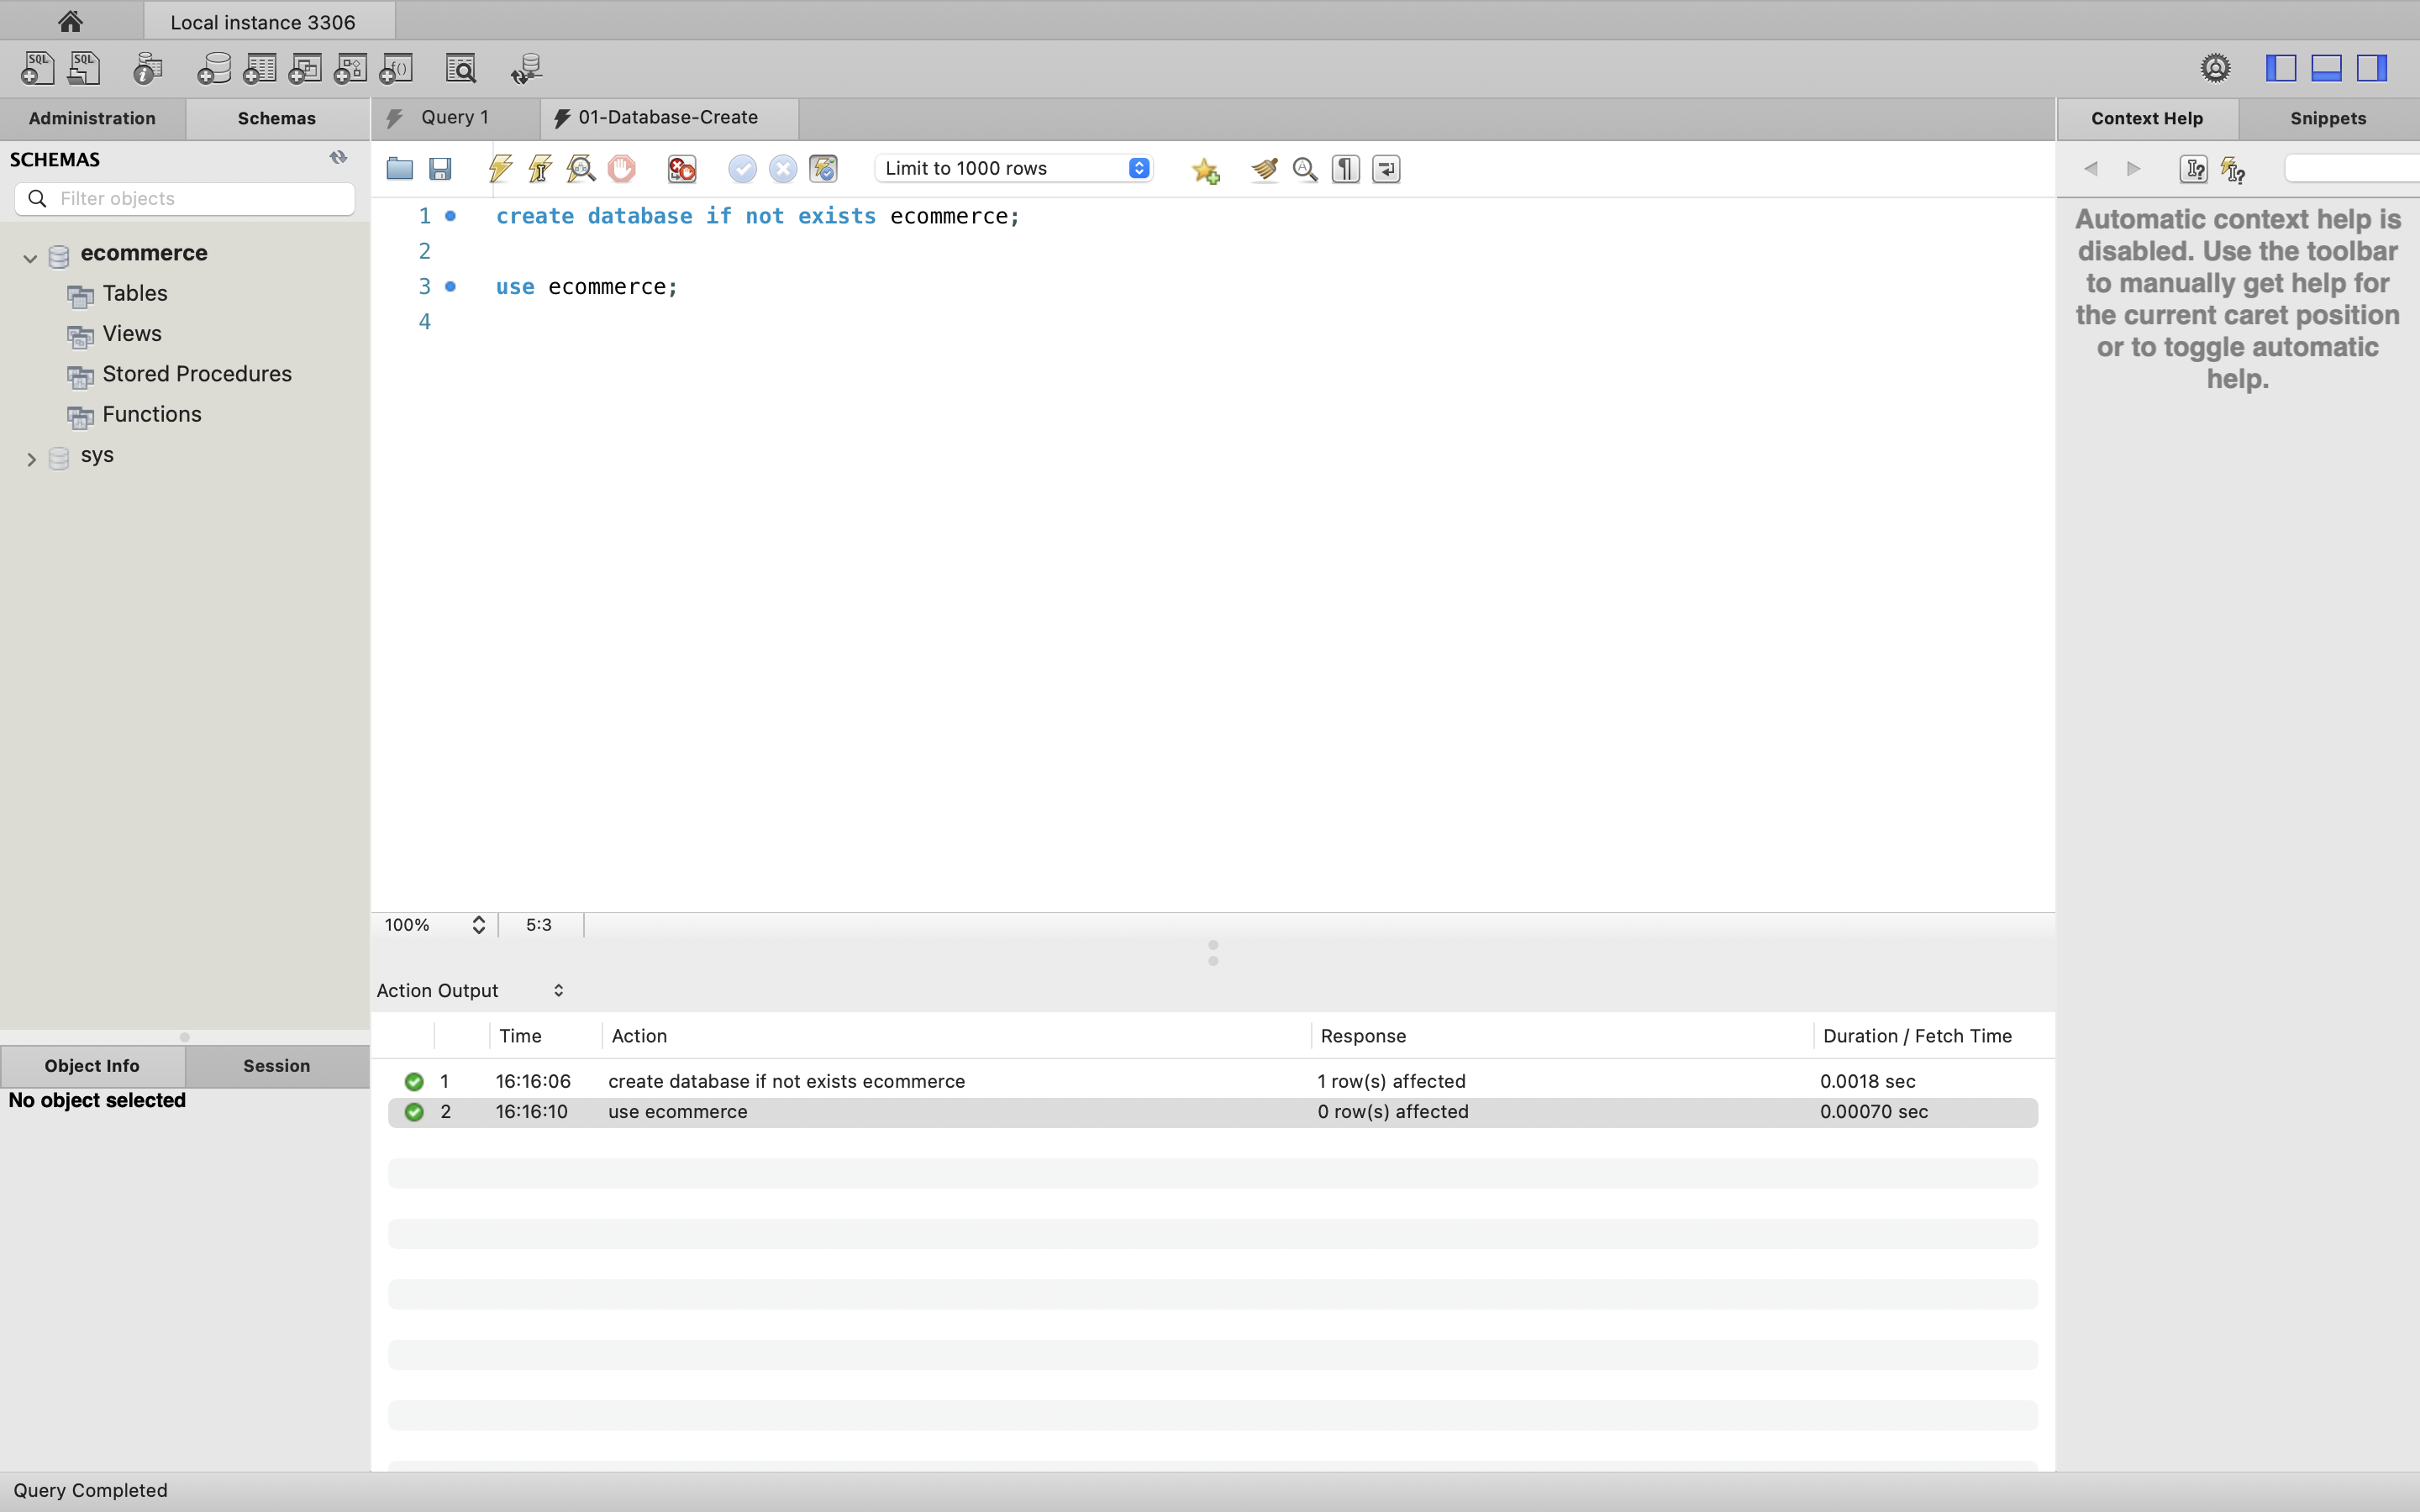 Local instance 3306
SQL
SQL
f()
Administration
Schemas
Query 1
01-Database-Create
Context Help
Snippets
SCHEMAS
Filter objects
Limit to 1000 rows
1 create database if not exists ecommerce;
2
3 use ecommerce;
4
ecommerce
Tables
Views
Stored Procedures
Functions
sys
Automatic context help is
disabled. Use the toolbar
to manually get help for
the current caret position
or to toggle automatic
help.
100%
5:3
Action Output
Time Action Response Duration / Fetch Time
1 16:16:06 create database if not exists ecommerce 1 row(s) affected 0.0018 sec
2 16:16:10 use ecommerce 0 row(s) affected 0.00070 sec
Object Info
Session
No object selected
Query Completed